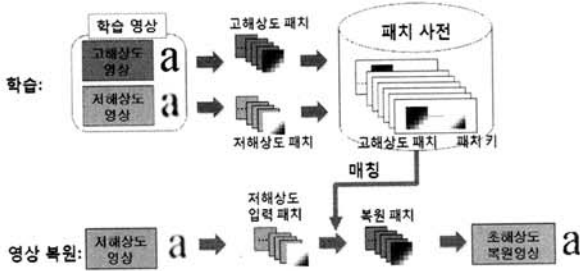 학습 영상
고해상도 패치
패치 사전
고해상도
영상
a
학습:
저해상도
영상
a
저해상도 패치
고해상도 패치
패치 키
매칭
저해상도
입력 패치
복원 패치
영상 복원:
저해상도
영상
a
초해상도
복원영상
a